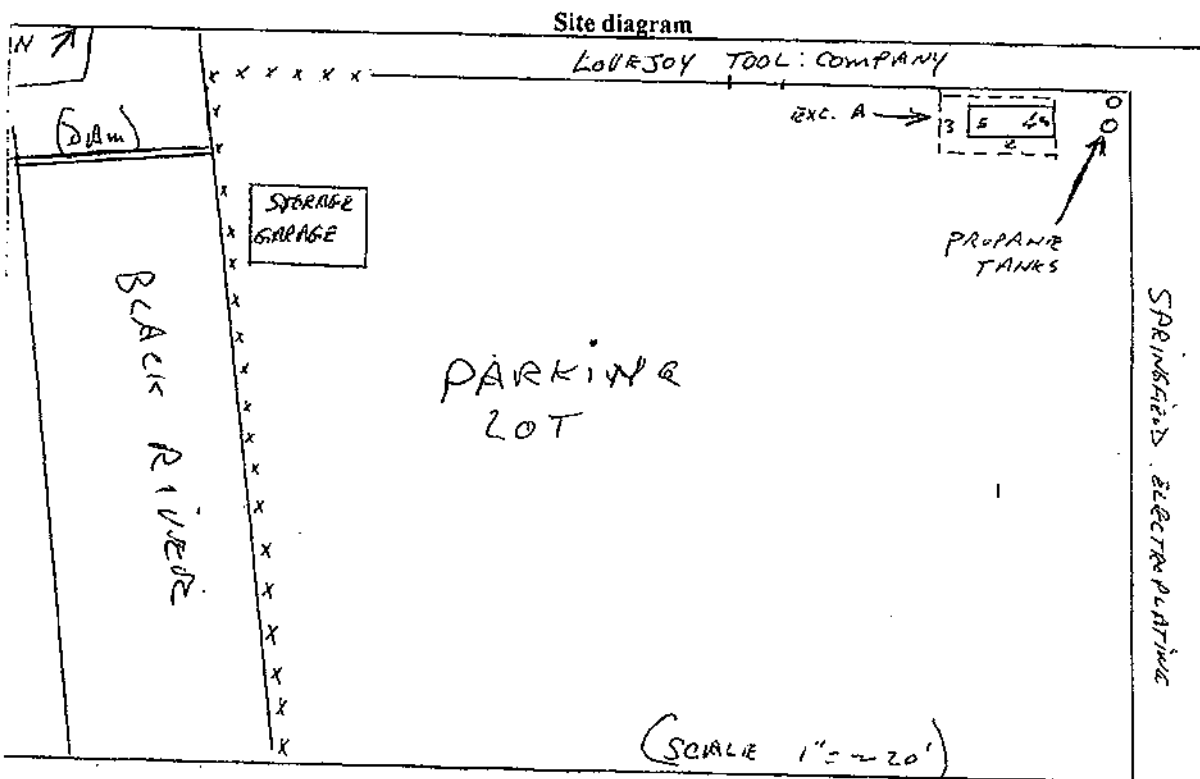 Site diagram
N
LOVEJOY TOOL: COMPANY
(DAM)
EXC. A
3
5
2
STORAGE
GARAGE
PROPANE
TANKS
BLACK RIVER
PARKING
LOT
SPRINGFIELD ELECTROPLATING
(SCALE 1" = ~ 20')